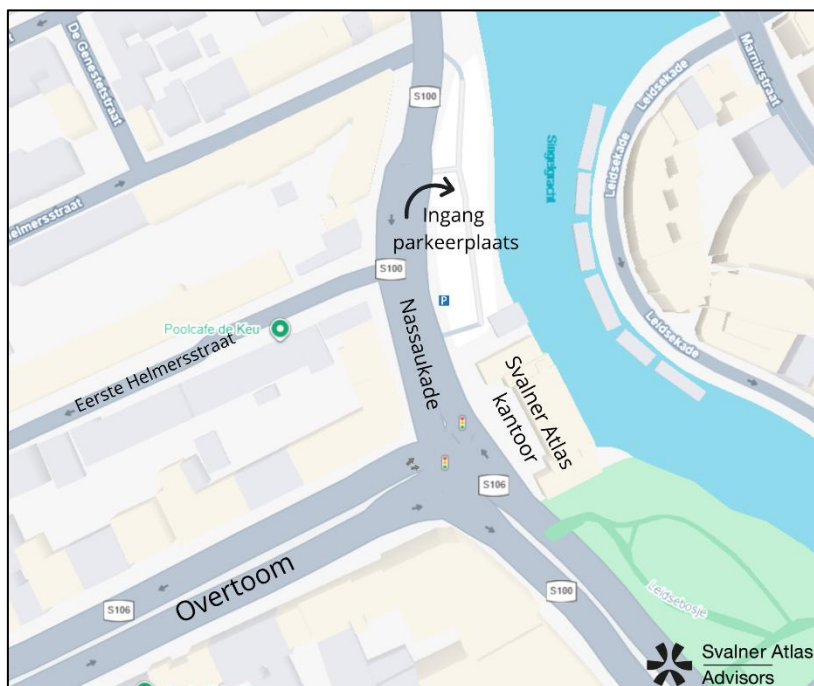 De Genestetstraat
Helmersstraat
S100
Marnixstraat
Leidsekade
Leidsekade
Singelgracht
Ingang
parkeerplaats
S100
P
Poolcafe de Keu
Nassaukade
Leidsekade
Eerste Helmersstraat
Svalner Atlas
kantoor
S106
Overtoom
S106
S100
Leidsebosje
Svalner Atlas
Advisors